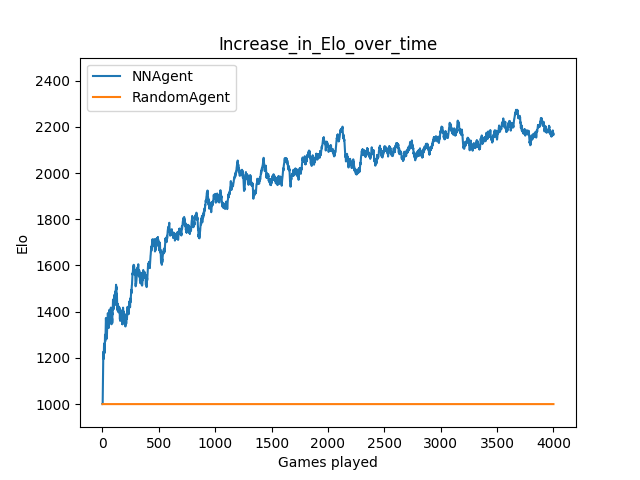 Increase_in_Elo_over_time
NNAgent
RandomAgent
2400
2200
2000
1800
1600
1400
1200
1000
Elo
0 500 1000 1500 2000 2500 3000 3500 4000
Games played